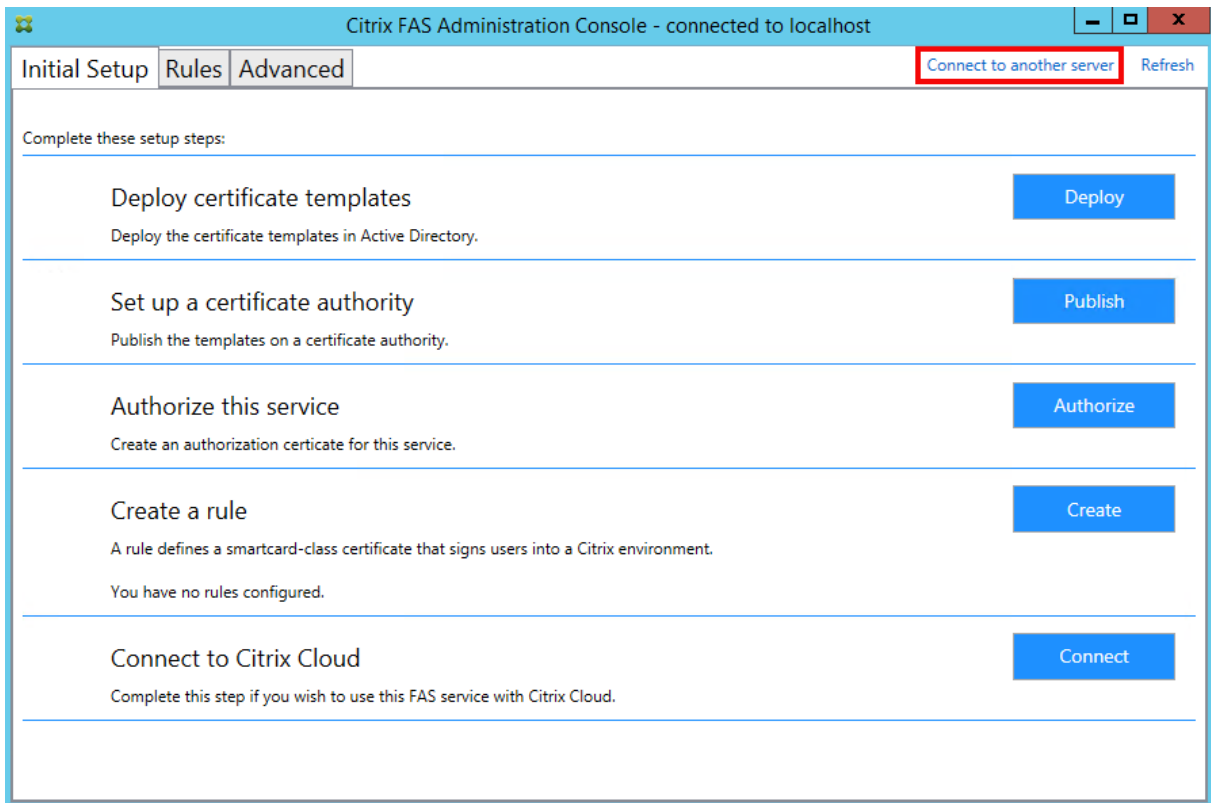 Citrix FAS Administration Console - connected to localhost
Initial Setup Rules Advanced Connect to another server Refresh
Complete these setup steps:
Deploy certificate templates Deploy
Deploy the certificate templates in Active Directory.
Set up a certificate authority Publish
Publish the templates on a certificate authority.
Authorize this service Authorize
Create an authorization certicate for this service.
Create a rule Create
A rule defines a smartcard-class certificate that signs users into a Citrix environment.
You have no rules configured.
Connect to Citrix Cloud Connect
Complete this step if you wish to use this FAS service with Citrix Cloud.